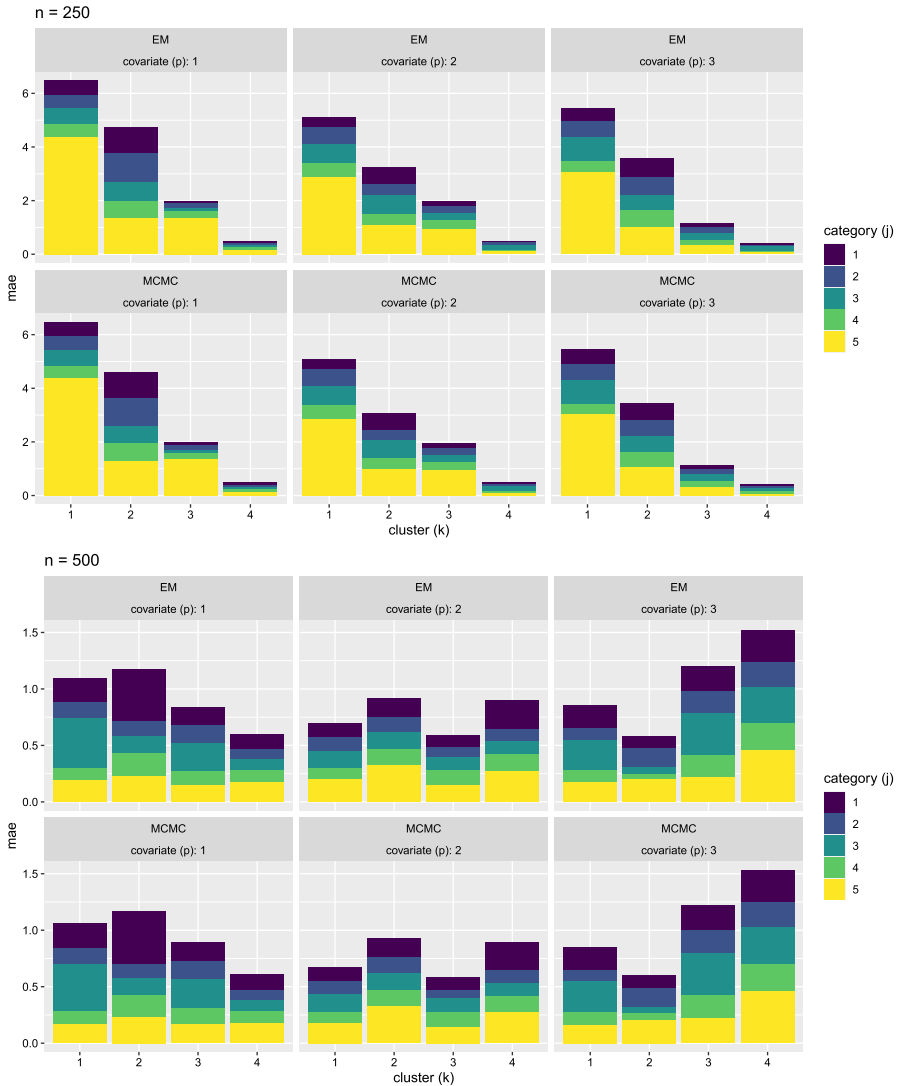 n = 250
EM
covariate (p): 1
EM
covariate (p): 2
EM
covariate (p): 3
6
4
2
0
MCMC
covariate (p): 1
MCMC
covariate (p): 2
MCMC
covariate (p): 3
6
4
2
0
mae
1 2 3 4
1 2 3 4
1 2 3 4
cluster (k)
category (j)
1
2
3
4
5
n = 500
EM
covariate (p): 1
EM
covariate (p): 2
EM
covariate (p): 3
1.5
1.0
0.5
0.0
MCMC
covariate (p): 1
MCMC
covariate (p): 2
MCMC
covariate (p): 3
1.5
1.0
0.5
0.0
mae
1 2 3 4
1 2 3 4
1 2 3 4
cluster (k)
category (j)
1
2
3
4
5